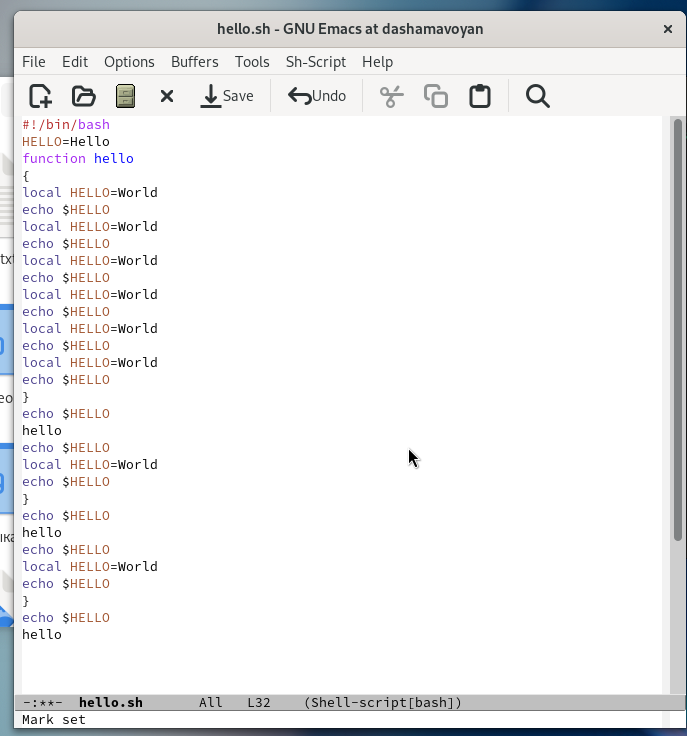 hello.sh - GNU Emacs at dashamavoyan
File Edit Options Buffers Tools Sh-Script Help
Save Undo
#!/bin/bash
HELLO=Hello
function hello
{
local HELLO=World
echo $HELLO
local HELLO=World
echo $HELLO
local HELLO=World
echo $HELLO
local HELLO=World
echo $HELLO
local HELLO=World
echo $HELLO
local HELLO=World
echo $HELLO
}
echo $HELLO
hello
echo $HELLO
local HELLO=World
echo $HELLO
}
echo $HELLO
hello
echo $HELLO
local HELLO=World
echo $HELLO
}
echo $HELLO
hello
-:**- hello.sh All L32 (Shell-script[bash])
Mark set